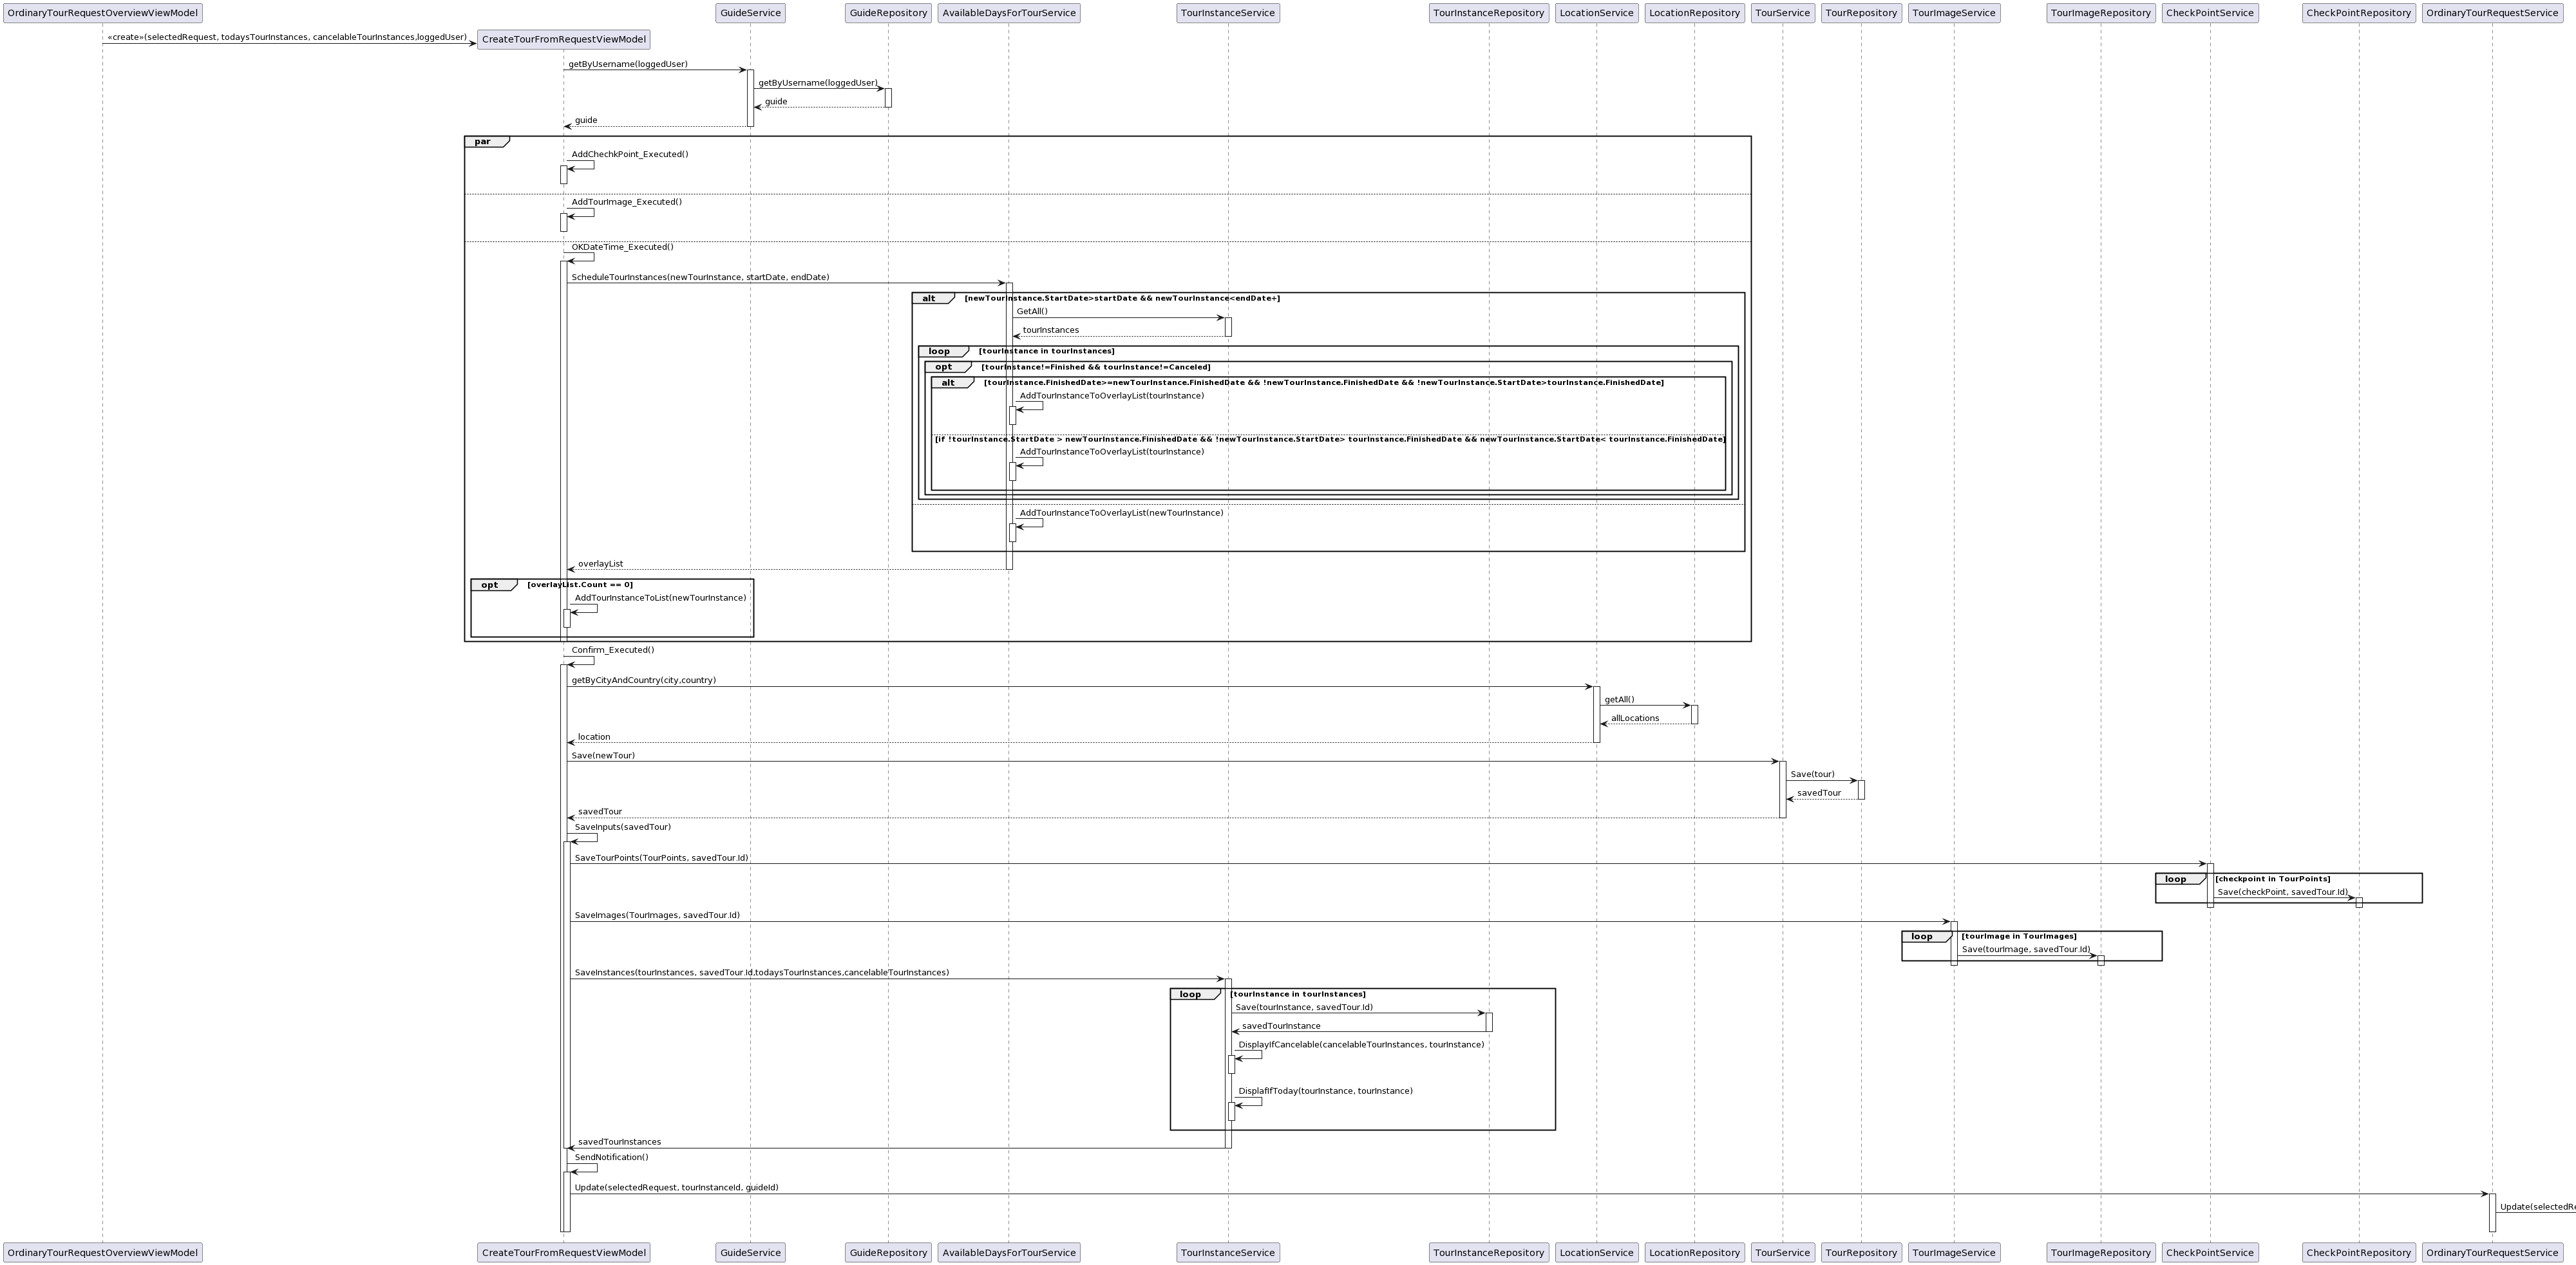 OrdinaryTourRequestOverviewViewModel
GuideService
GuideRepository
AvailableDaysForTourService
TourInstanceService
TourInstanceRepository
LocationService
LocationRepository
TourService
TourRepository
TourImageService
TourImageRepository
CheckPointService
CheckPointRepository
OrdinaryTourRequestService
«create»(selectedRequest, todaysTourInstances, cancelableTourInstances,loggedUser)
CreateTourFromRequestViewModel
getByUsername(loggedUser)
getByUsername(loggedUser)
guide
guide
par
AddChechkPoint_Executed()
AddTourImage_Executed()
OKDateTime_Executed()
ScheduleTourInstances(newTourInstance, startDate, endDate)
alt [newTourInstance.StartDate>startDate && newTourInstance<endDate+]
GetAll()
tourInstances
loop [tourInstance in tourInstances]
opt [tourInstance!=Finished && tourInstance!=Canceled]
alt [tourInstance.FinishedDate>=newTourInstance.FinishedDate && !newTourInstance.FinishedDate && !newTourInstance.StartDate>tourInstance.FinishedDate]
AddTourInstanceToOverlayList(tourInstance)
[if !tourInstance.StartDate > newTourInstance.FinishedDate && !newTourInstance.StartDate> tourInstance.FinishedDate && newTourInstance.StartDate< tourInstance.FinishedDate]
AddTourInstanceToOverlayList(tourInstance)
AddTourInstanceToOverlayList(newTourInstance)
overlayList
opt [overlayList.Count == 0]
AddTourInstanceToList(newTourInstance)
Confirm_Executed()
getByCityAndCountry(city,country)
getAll()
allLocations
location
Save(newTour)
Save(tour)
savedTour
savedTour
SaveInputs(savedTour)
SaveTourPoints(TourPoints, savedTour.Id)
loop [checkpoint in TourPoints]
Save(checkPoint, savedTour.Id)
SaveImages(TourImages, savedTour.Id)
loop [tourImage in TourImages]
Save(tourImage, savedTour.Id)
SaveInstances(tourInstances, savedTour.Id,todaysTourInstances,cancelableTourInstances)
loop [tourInstance in tourInstances]
Save(tourInstance, savedTour.Id)
savedTourInstance
DisplayIfCancelable(cancelableTourInstances, tourInstance)
DisplafIfToday(tourInstance, tourInstance)
savedTourInstances
SendNotification()
Update(selectedRequest, tourInstanceId, guideId)
OrdinaryTourRequestOverviewViewModel
CreateTourFromRequestViewModel
GuideService
GuideRepository
AvailableDaysForTourService
TourInstanceService
TourInstanceRepository
LocationService
LocationRepository
TourService
TourRepository
TourImageService
TourImageRepository
CheckPointService
CheckPointRepository
OrdinaryTourRequestService